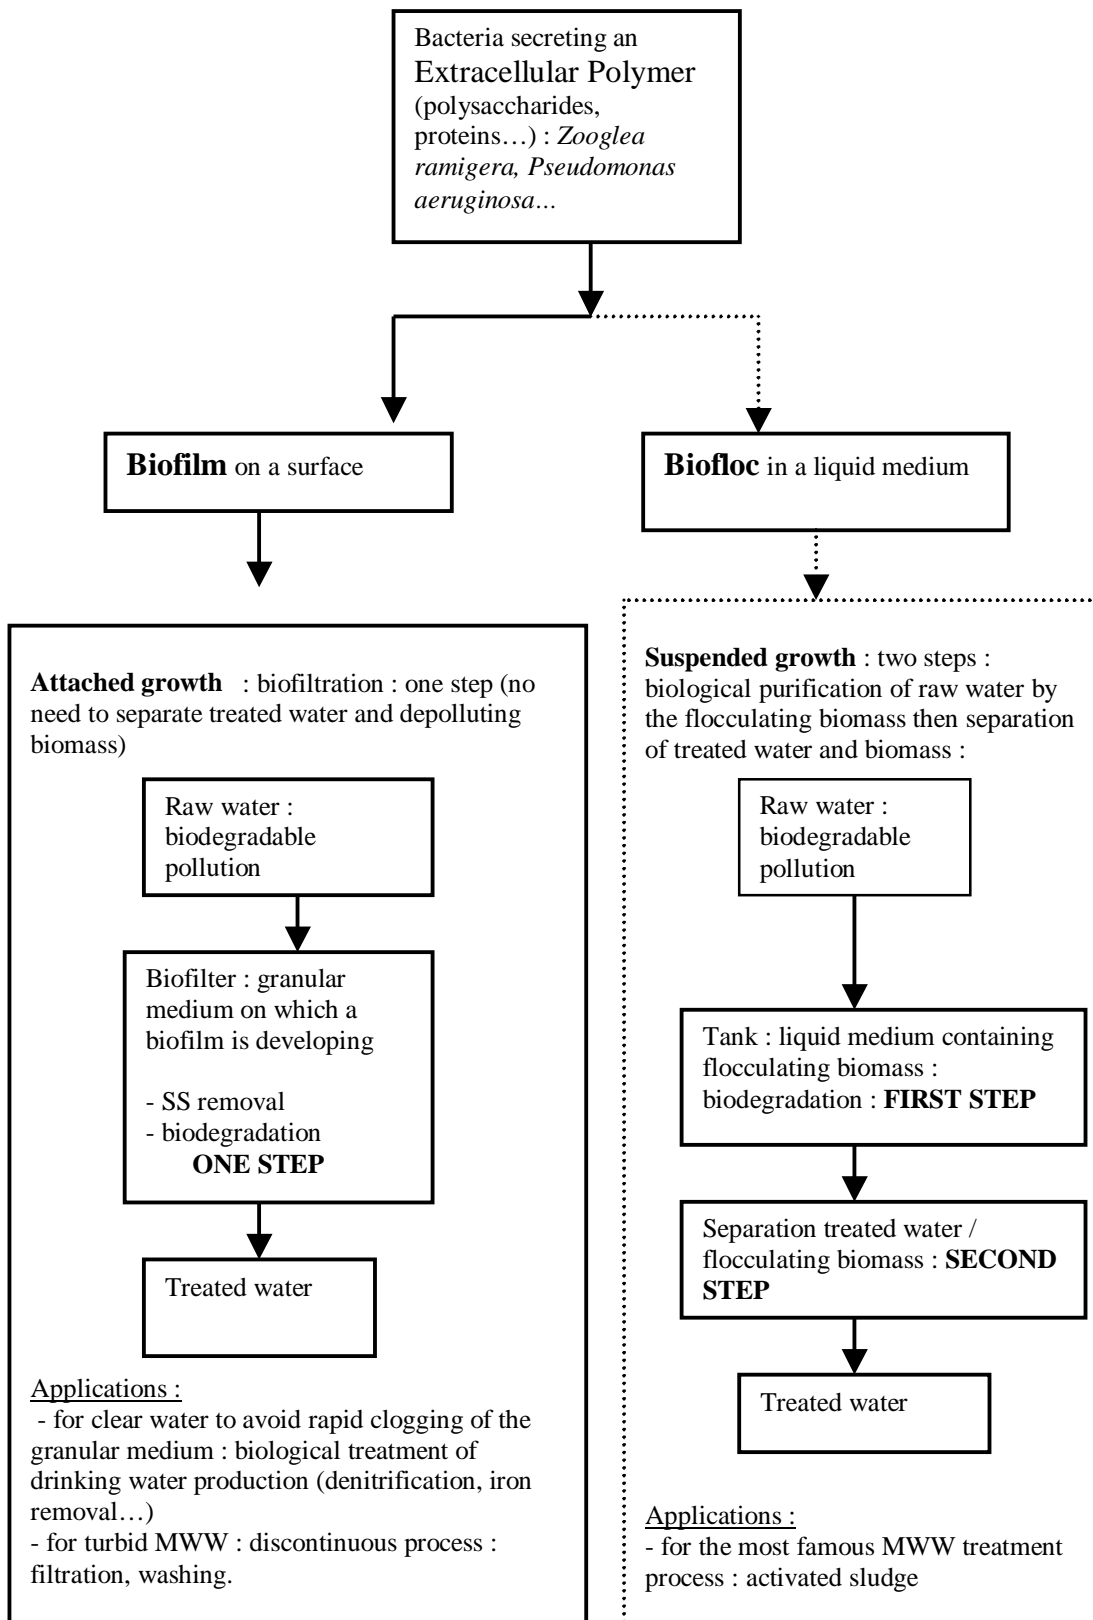 Bacteria secreting an
Extracellular Polymer
(polysaccharides,
proteins…) : Zooglea
ramigera, Pseudomonas
aeruginosa…
Biofilm on a surface
Biofloc in a liquid medium
Attached growth : biofiltration : one step (no
need to separate treated water and depolluting
biomass)
Raw water :
biodegradable
pollution
Biofilter : granular
medium on which a
biofilm is developing
- SS removal
- biodegradation
ONE STEP
Treated water
Applications :
- for clear water to avoid rapid clogging of the
granular medium : biological treatment of
drinking water production (denitrification, iron
removal…)
- for turbid MWW : discontinuous process :
filtration, washing.
Suspended growth : two steps :
biological purification of raw water by
the flocculating biomass then separation
of treated water and biomass :
Raw water :
biodegradable
pollution
Tank : liquid medium containing
flocculating biomass :
biodegradation : FIRST STEP
Separation treated water /
flocculating biomass : SECOND
STEP
Treated water
Applications :
- for the most famous MWW treatment
process : activated sludge